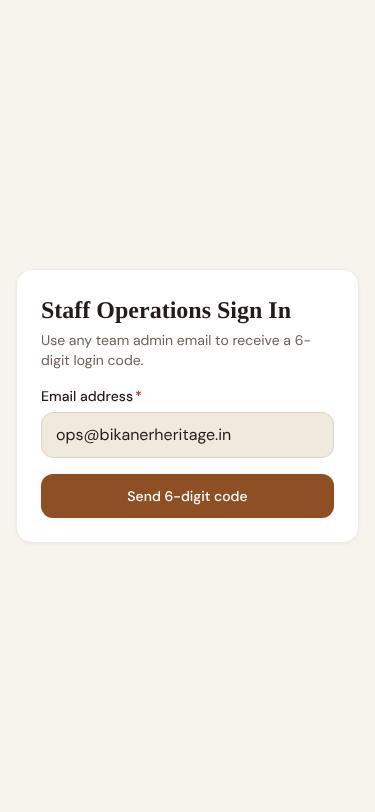 Staff Operations Sign In
Use any team admin email to receive a 6-
digit login code.
Email address*
ops@bikanerheritage.in
Send 6-digit code